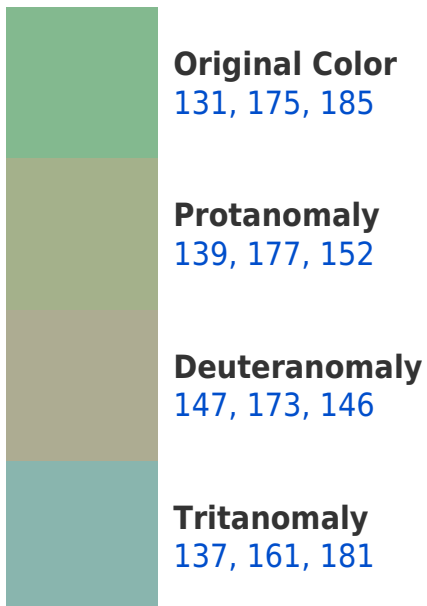 Original Color
131, 175, 185
Protanomaly
139, 177, 152
Deuteranomaly
147, 173, 146
Tritanomaly
137, 161, 181